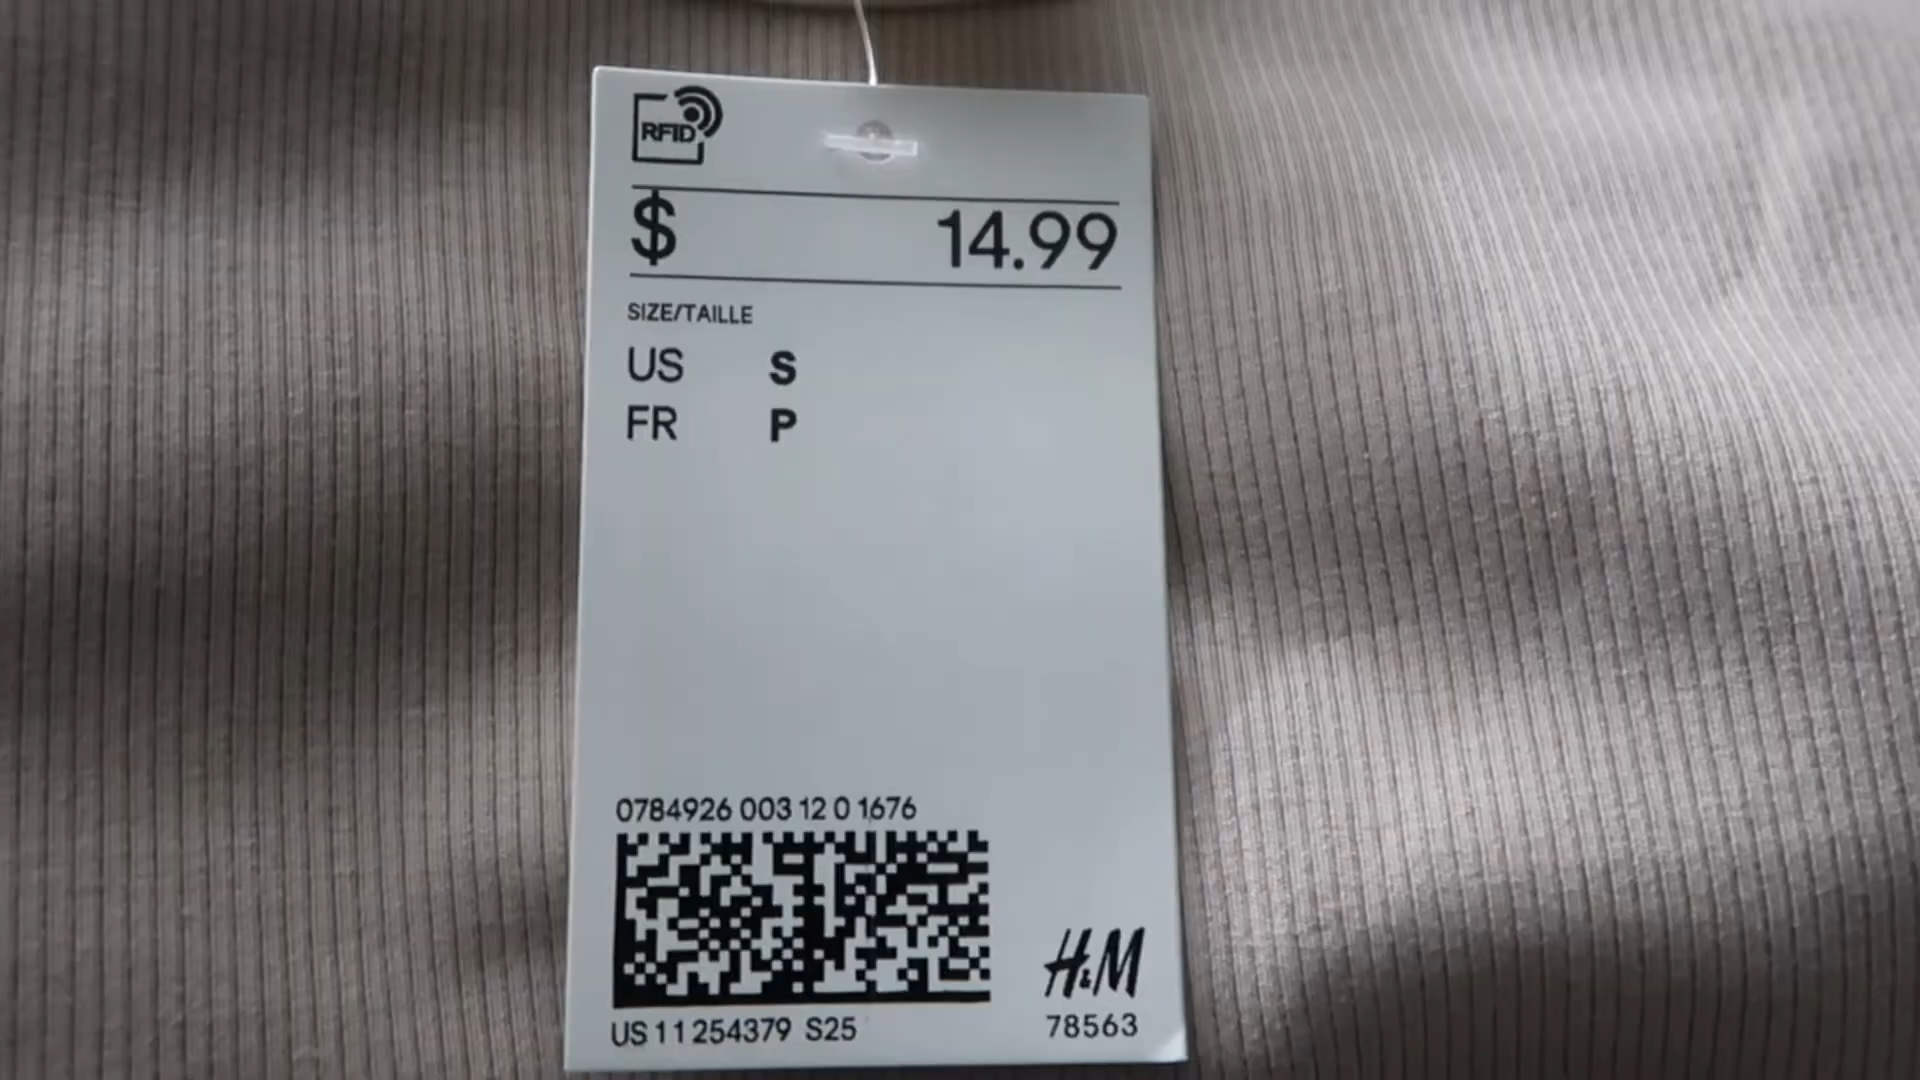 RFID
$ 14.99
SIZE/TAILLE
US S
FR P
0784926 003 12 0 1676
H&M
US 11 254379 S25
78563